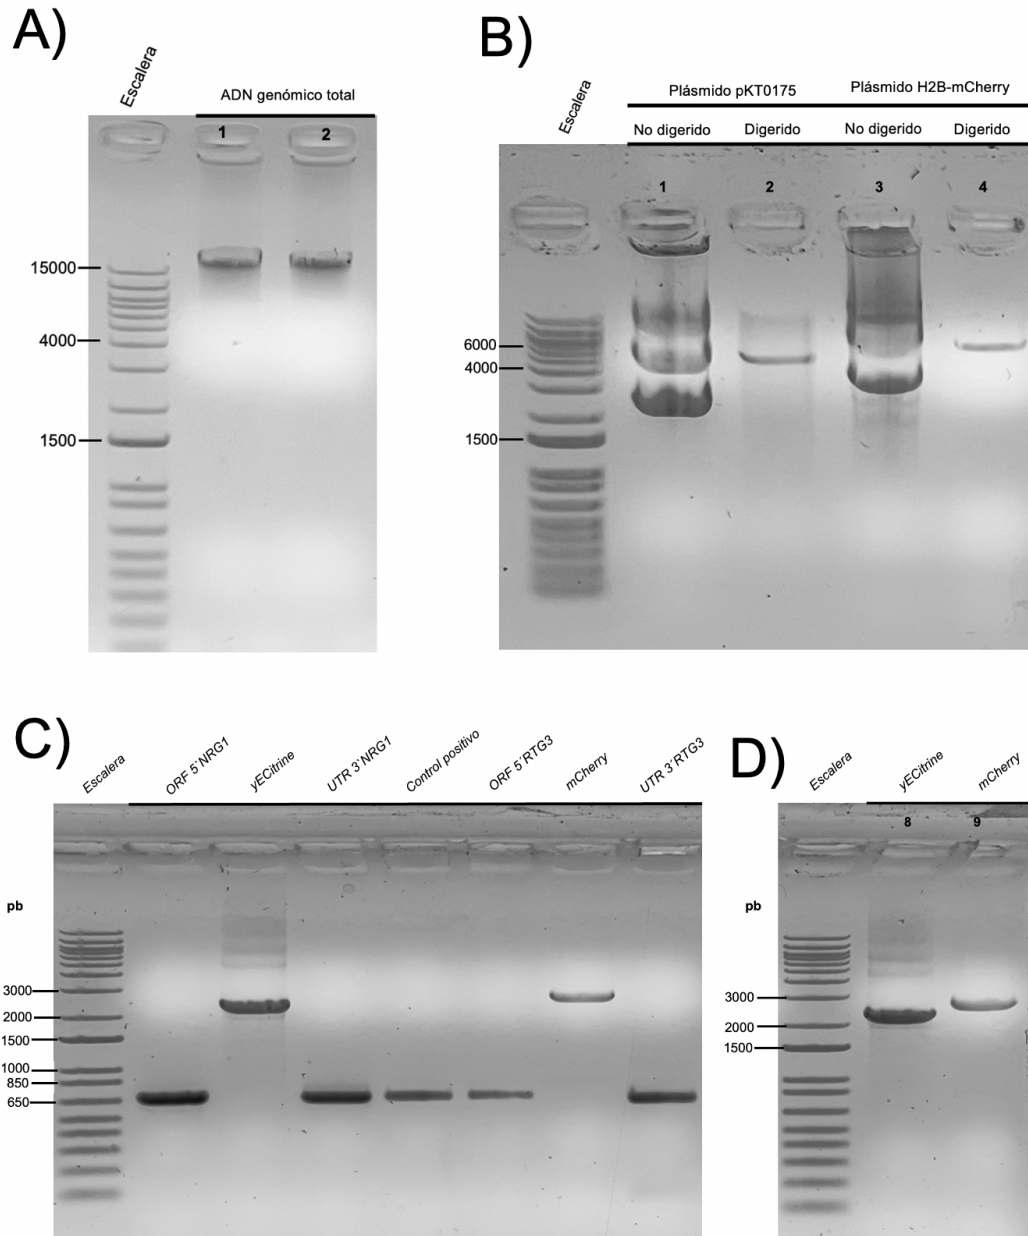 A)
Escalera
ADN genómico total
1 2
15000
4000
1500
B)
Escalera
Plásmido pKT0175 Plásmido H2B-mCherry
No digerido Digerido No digerido Digerido
1 2 3 4
6000
4000
1500
C)
Escalera
ORF 5´NRG1
yECitrine
UTR 3´NRG1
Control positivo
ORF 5´RTG3
mCherry
UTR 3´RTG3
pb
3000
2000
1500
1000
850
650
D)
Escalera
yECitrine
mCherry
8 9
pb
3000
2000
1500